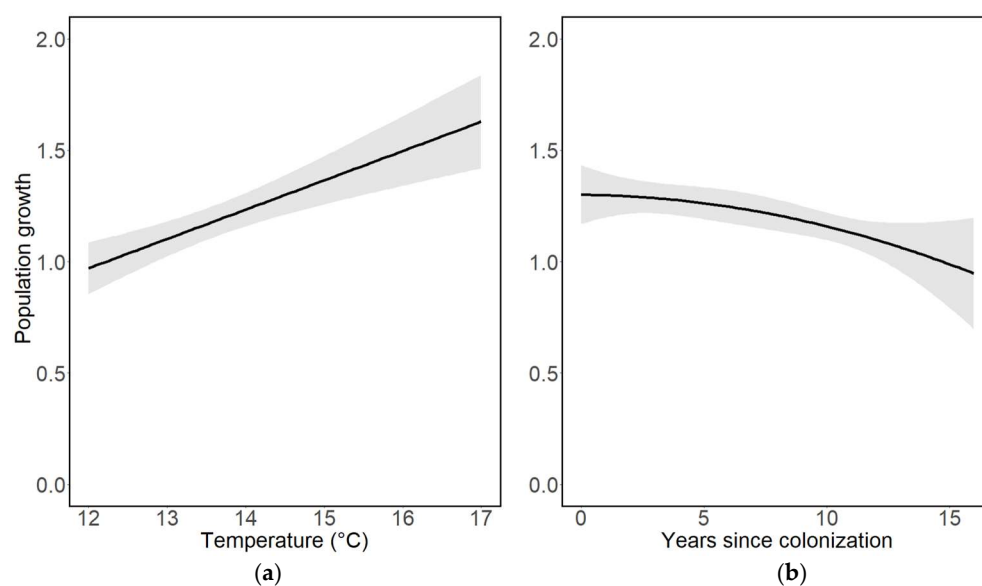 Population growth
2.0
1.5
1.0
0.5
0.0
12 13 14 15 16 17
Temperature (°C)
(a)
2.0
1.5
1.0
0.5
0.0
0 5 10 15
Years since colonization
(b)